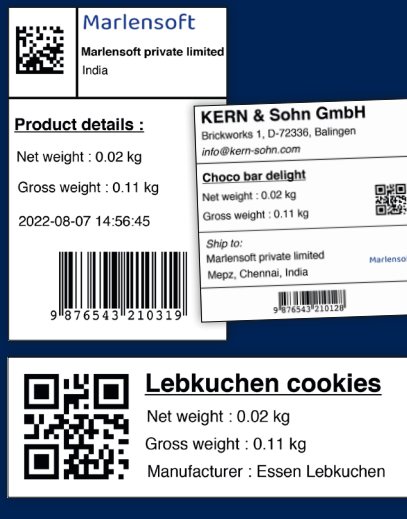 Marlensoft
Marlensoft private limited
India
Product details :
Net weight : 0.02 kg
Gross weight : 0.11 kg
2022-08-07 14:56:45
9 876543 210319
KERN & Sohn GmbH
Brickworks 1, D-72336, Balingen
info@kern-sohn.com
Choco bar delight
Net weight : 0.02 kg
Gross weight : 0.11 kg
Ship to:
Marlensoft private limited
Mepz, Chennai, India
Marlensof
9 876543 210128
Lebkuchen cookies
Net weight : 0.02 kg
Gross weight : 0.11 kg
Manufacturer : Essen Lebkuchen